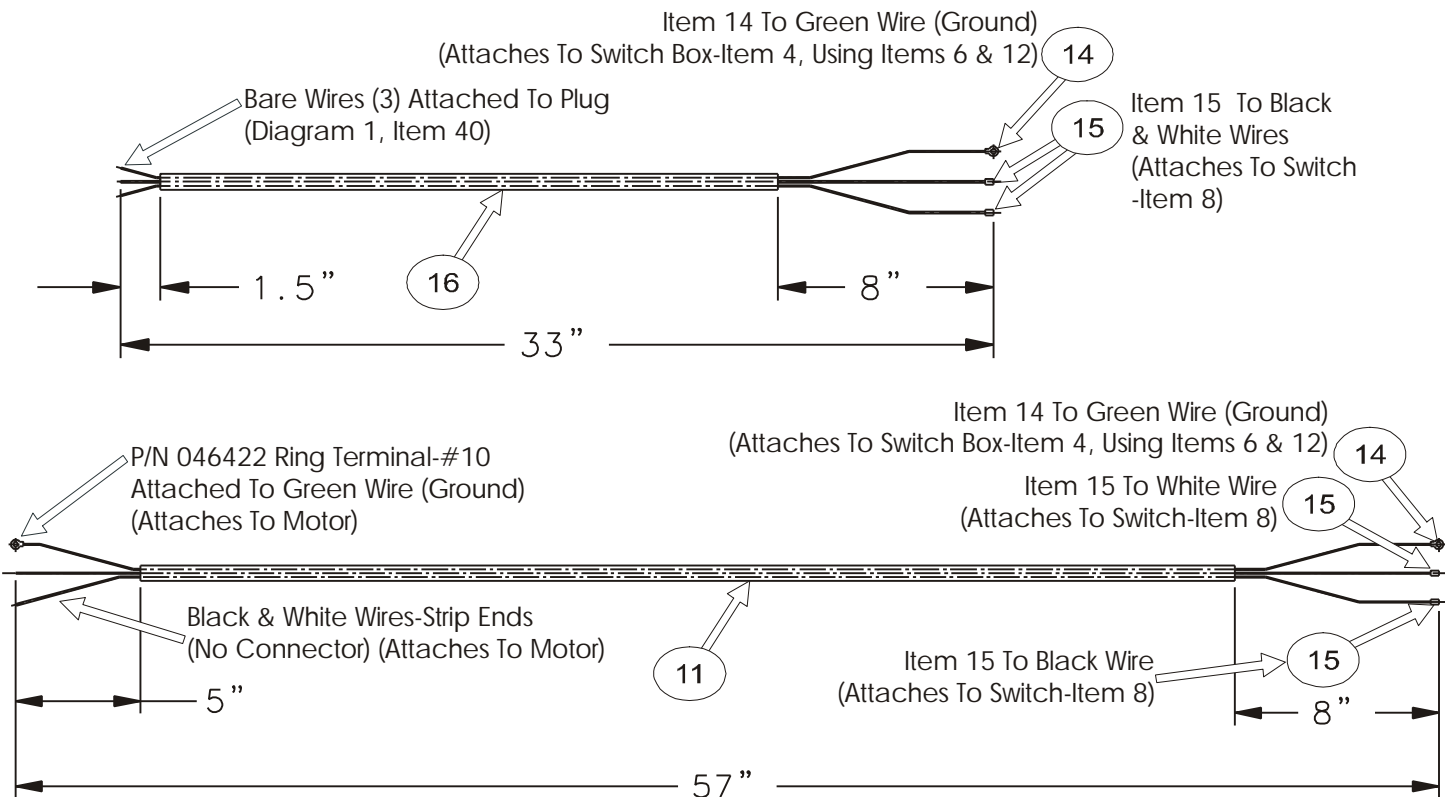 Item 14 To Green Wire (Ground)
(Attaches To Switch Box-Item 4, Using Items 6 & 12)
14
Bare Wires (3) Attached To Plug
(Diagram 1, Item 40)
15
Item 15 To Black
& White Wires
(Attaches To Switch
-Item 8)
16
1.5"
8"
33"
Item 14 To Green Wire (Ground)
(Attaches To Switch Box-Item 4, Using Items 6 & 12)
14
P/N 046422 Ring Terminal-#10
Attached To Green Wire (Ground)
(Attaches To Motor)
Item 15 To White Wire
(Attaches To Switch-Item 8)
15
Black & White Wires-Strip Ends
(No Connector) (Attaches To Motor)
11
Item 15 To Black Wire
(Attaches To Switch-Item 8)
15
5"
8"
57"